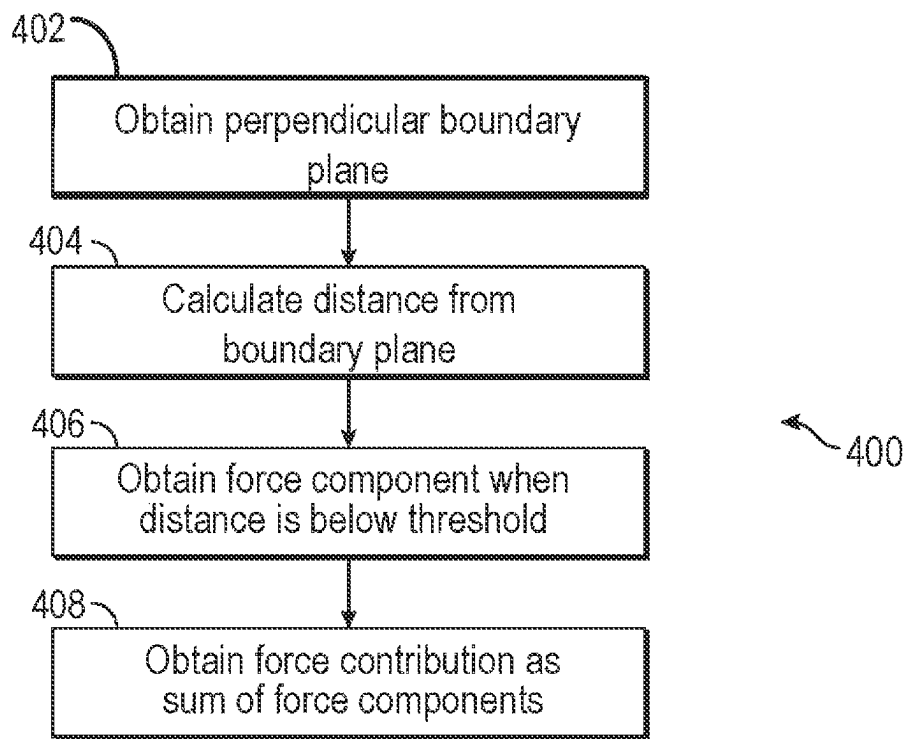 402
Obtain perpendicular boundary
plane
404
Calculate distance from
boundary plane
406
Obtain force component when
distance is below threshold
400
408
Obtain force contribution as
sum of force components